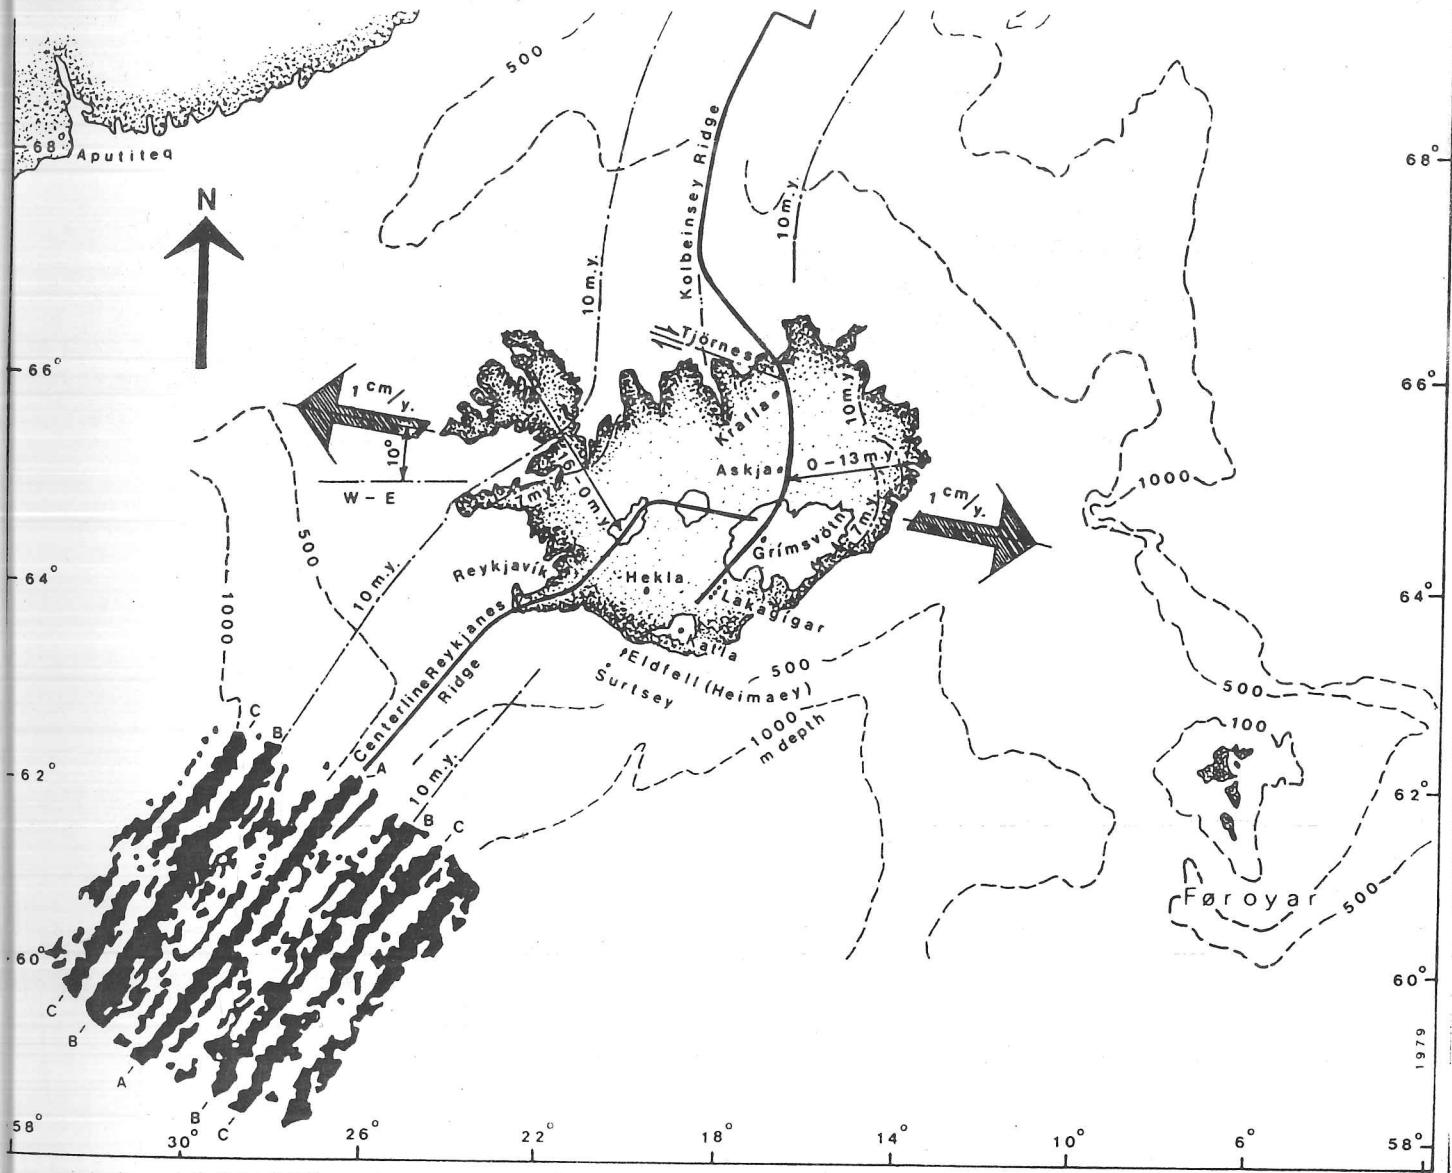 500
68°
Aputiteq
68°
N
Kolbeinsey Ridge
10 m.y.
10 m.y.
66°
Tjörnes
66°
1 cm/y.
10°
W – E
Krafla
10 m.y
Askja
0–13 m.y.
16–0 m.y
7 my
1000
1 cm/y.
500
Grímsvötn
7 m.y
Reykjavík
Hekla
Lakagígar
64°
64°
10 m.y.
1000
Katla
Eldfell (Heimaey)
Surtsey
500
Centerline Reykjanes
Ridge
500
1000
m depth
100
C
B
A
62°
10 m.y.
62°
B
C
Føroyar
500
60°
60°
C
B
A
B
C
1979
58°
30°
26°
22°
18°
14°
10°
6°
58°